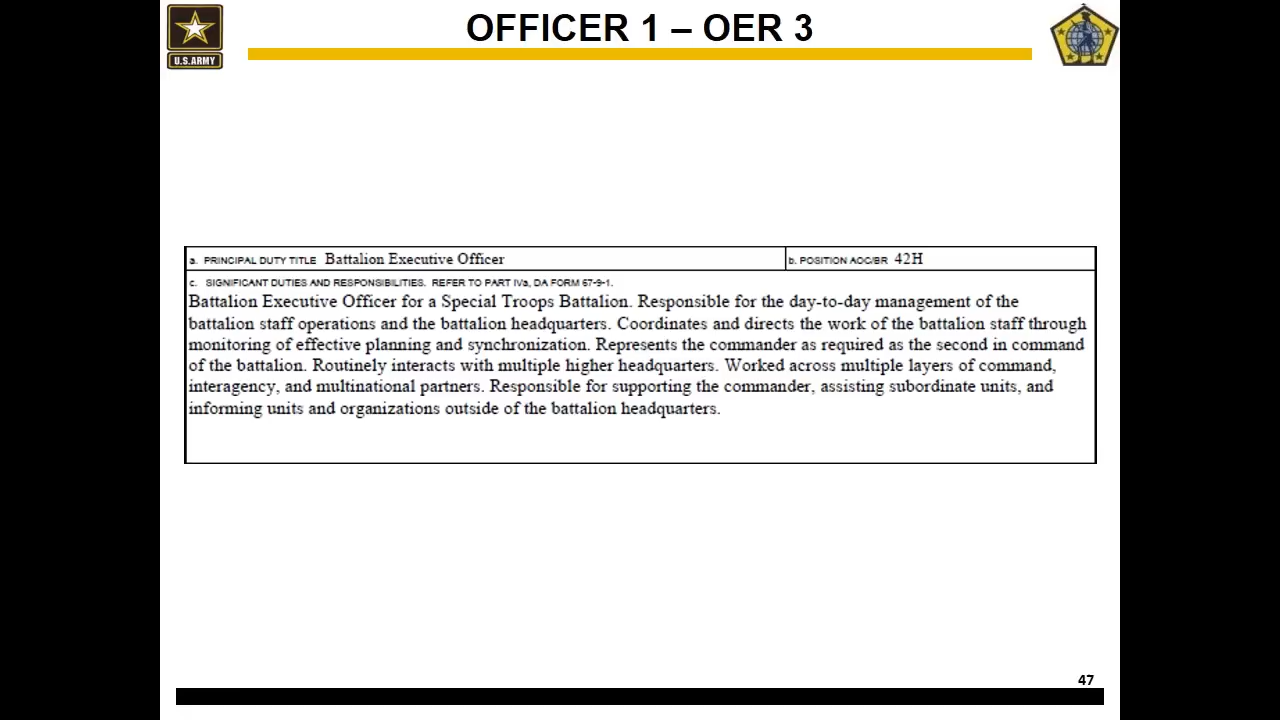 OFFICER 1 – OER 3
U.S.ARMY
a. PRINCIPAL DUTY TITLE Battalion Executive Officer
b. POSITION AOC/BR 42H
c. SIGNIFICANT DUTIES AND RESPONSIBILITIES. REFER TO PART IVa, DA FORM 67-9-1.
Battalion Executive Officer for a Special Troops Battalion. Responsible for the day-to-day management of the
battalion staff operations and the battalion headquarters. Coordinates and directs the work of the battalion staff through
monitoring of effective planning and synchronization. Represents the commander as required as the second in command
of the battalion. Routinely interacts with multiple higher headquarters. Worked across multiple layers of command,
interagency, and multinational partners. Responsible for supporting the commander, assisting subordinate units, and
informing units and organizations outside of the battalion headquarters.
47